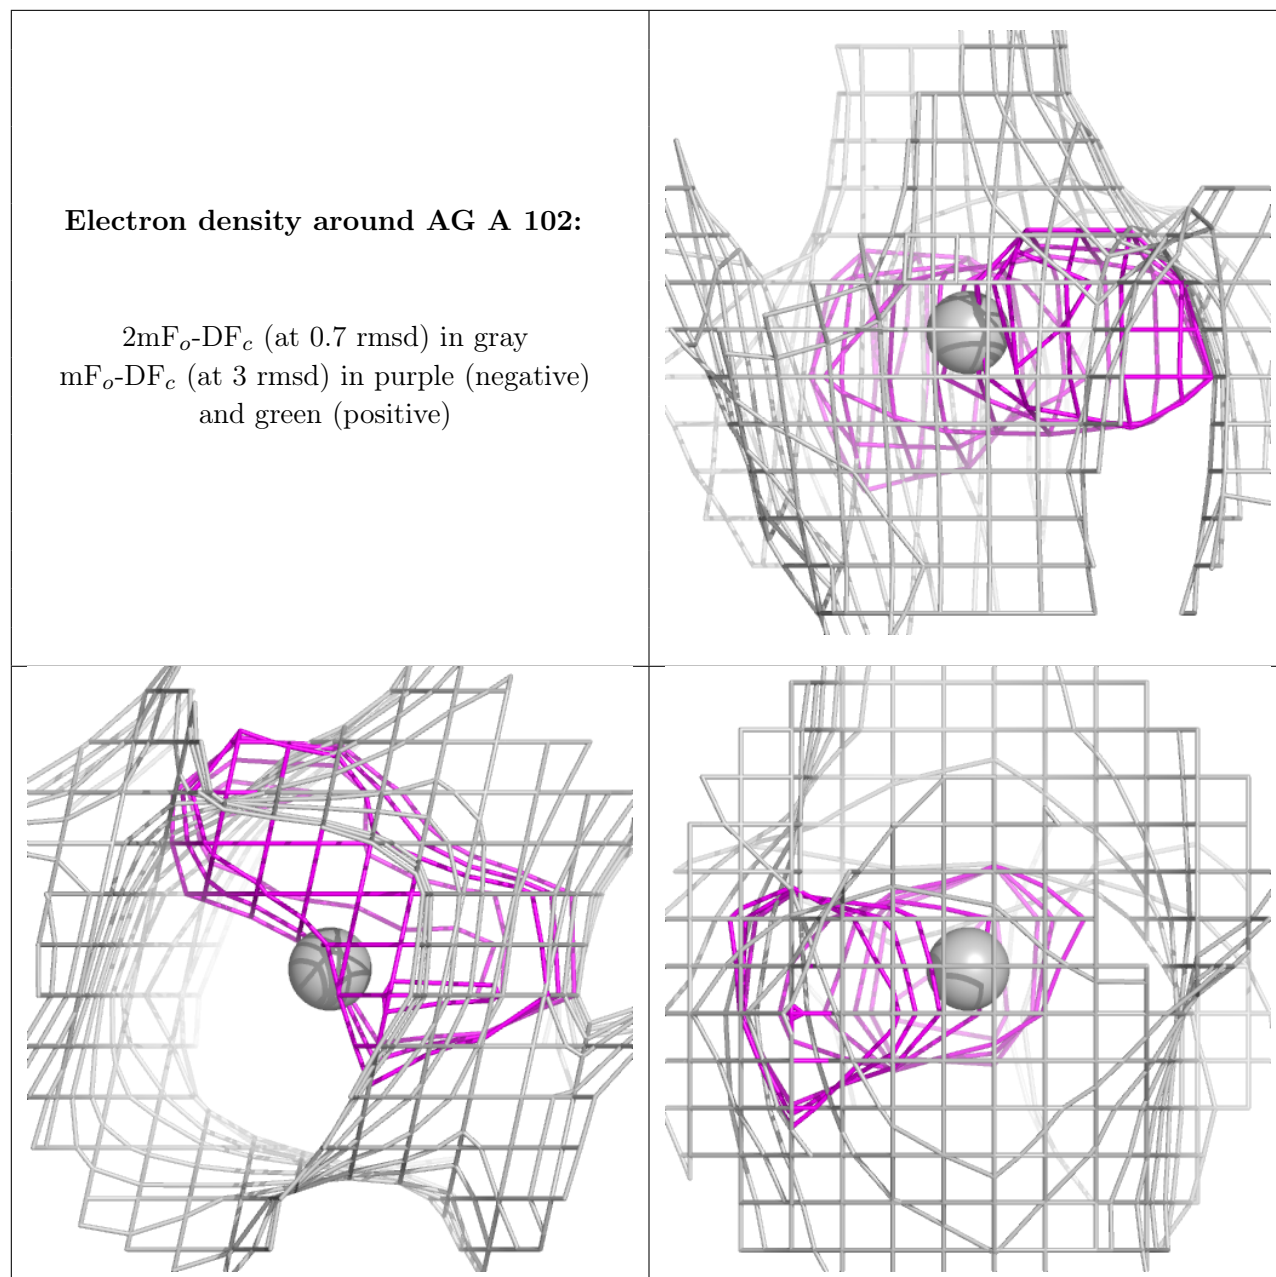 Electron density around AG A 102:
2mFo-DFc (at 0.7 rmsd) in gray
mFo-DFc (at 3 rmsd) in purple (negative)
and green (positive)